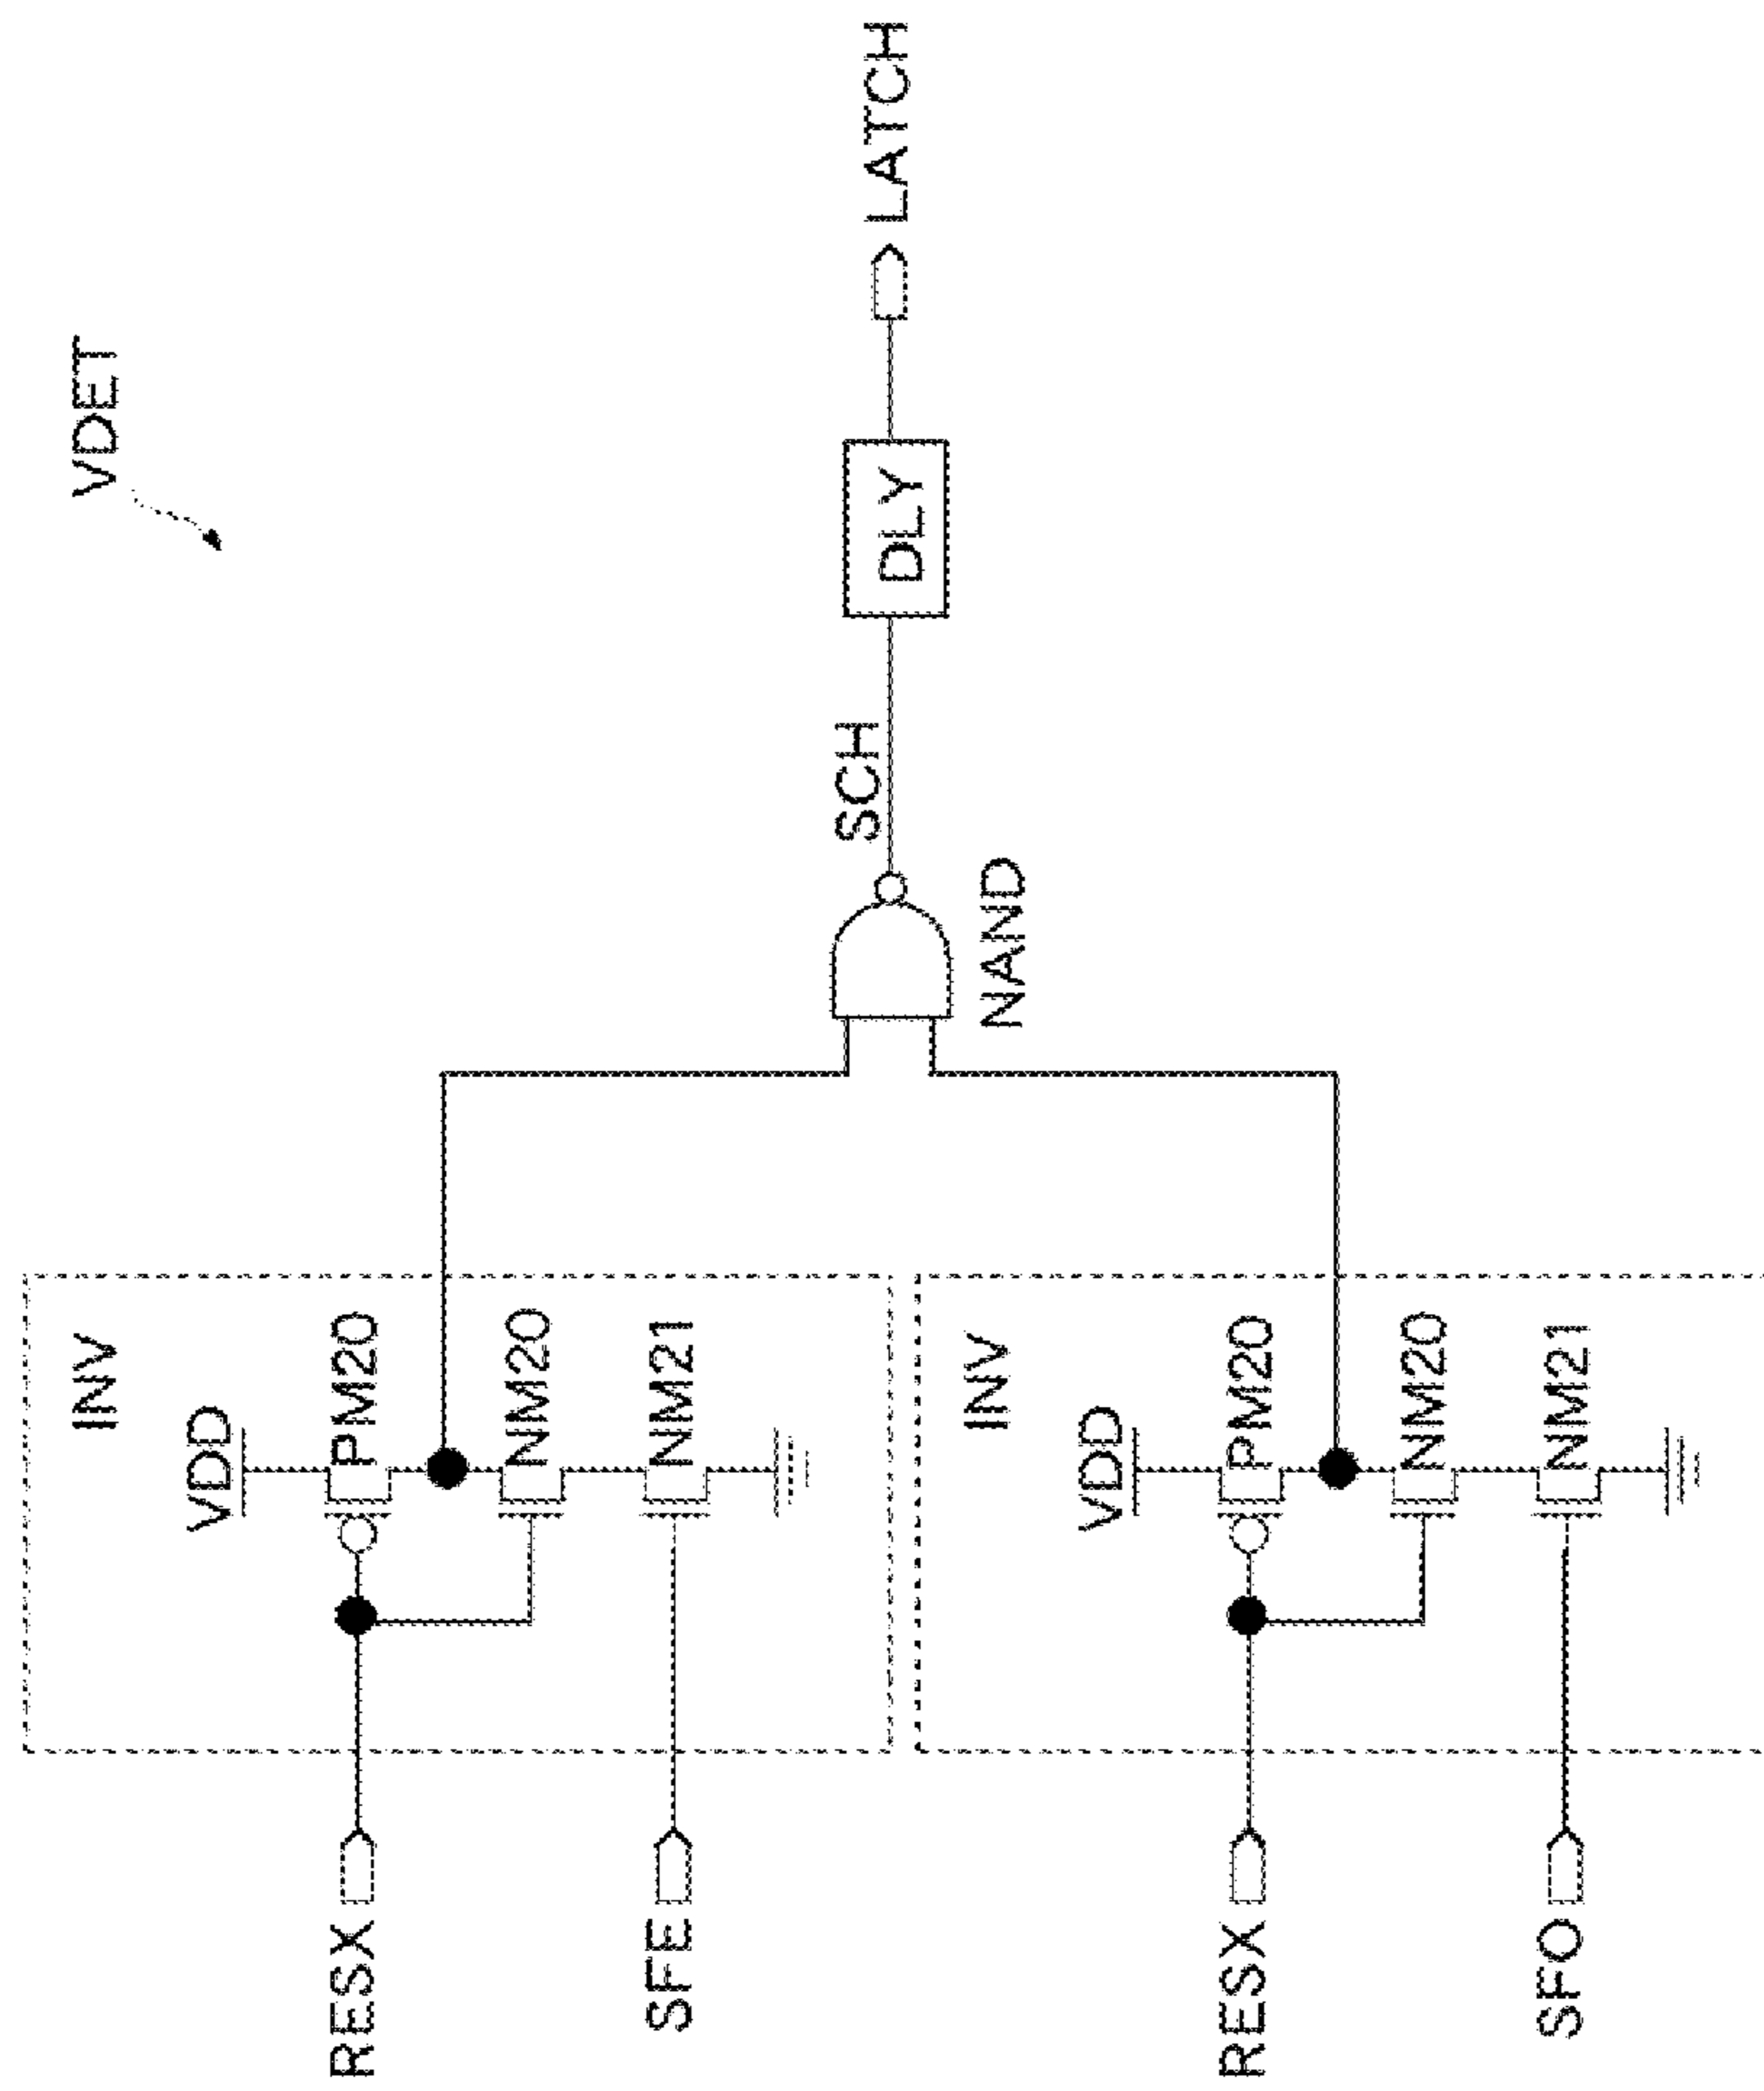 VDET
INV
VDD
PM20
RESX
NM20
SFE
NM21
SCH
DLY
LATCH
NAND
INV
VDD
PM20
RESX
NM20
SFO
NM21